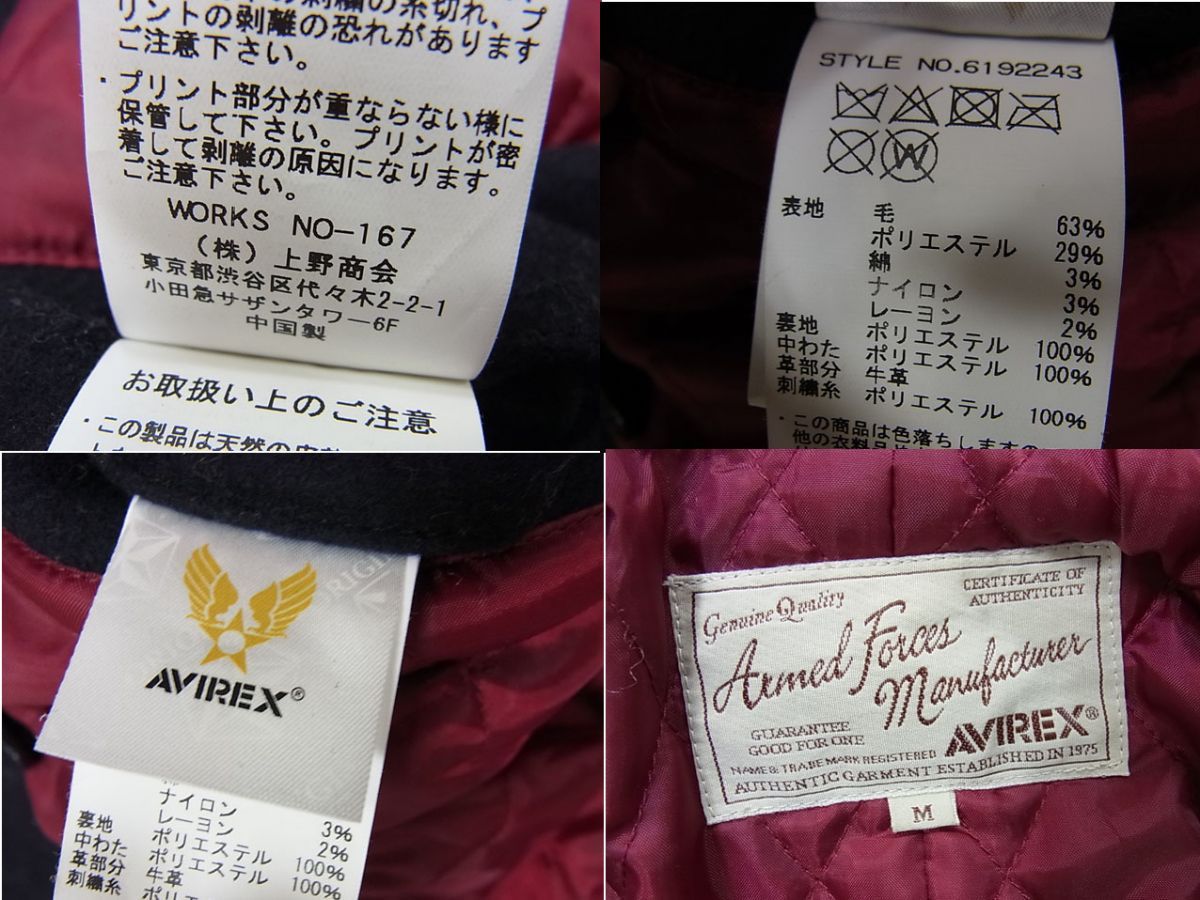 の刺繍の糸切れ、プ
リントの剥離の恐れがあります
ご注意下さい。
・プリント部分が重ならない様に
保管して下さい。プリントが密
着して剥離の原因になります。
ご注意下さい。
WORKS NO-167
(株)上野商会
東京都渋谷区代々木2-2-1
小田急サザンタワー6F
中国製
お取扱い上のご注意
・この製品は天然の
STYLE NO.6192243
W
表地 毛 63%
ポリエステル 29%
綿 3%
ナイロン 3%
レーヨン 2%
裏地 ポリエステル 100%
中わた ポリエステル 100%
革部分 牛革
刺繍糸 ポリエステル 100%
・この商品は色落ちしますの
他の衣料品
AVIREX®
ナイロン 3%
レーヨン 2%
裏地 ポリエステル 100%
中わた ポリエステル 100%
革部分 牛革
刺繍糸 ポリエ
CERTIFICATE OF
AUTHENTICITY
Genuine Quality
Armed Forces
Manufacturer
GUARANTEE
GOOD FOR ONE
AVIREX®
NAME & TRADE MARK REGISTERED
AUTHENTIC GARMENT ESTABLISHED IN 1975
M